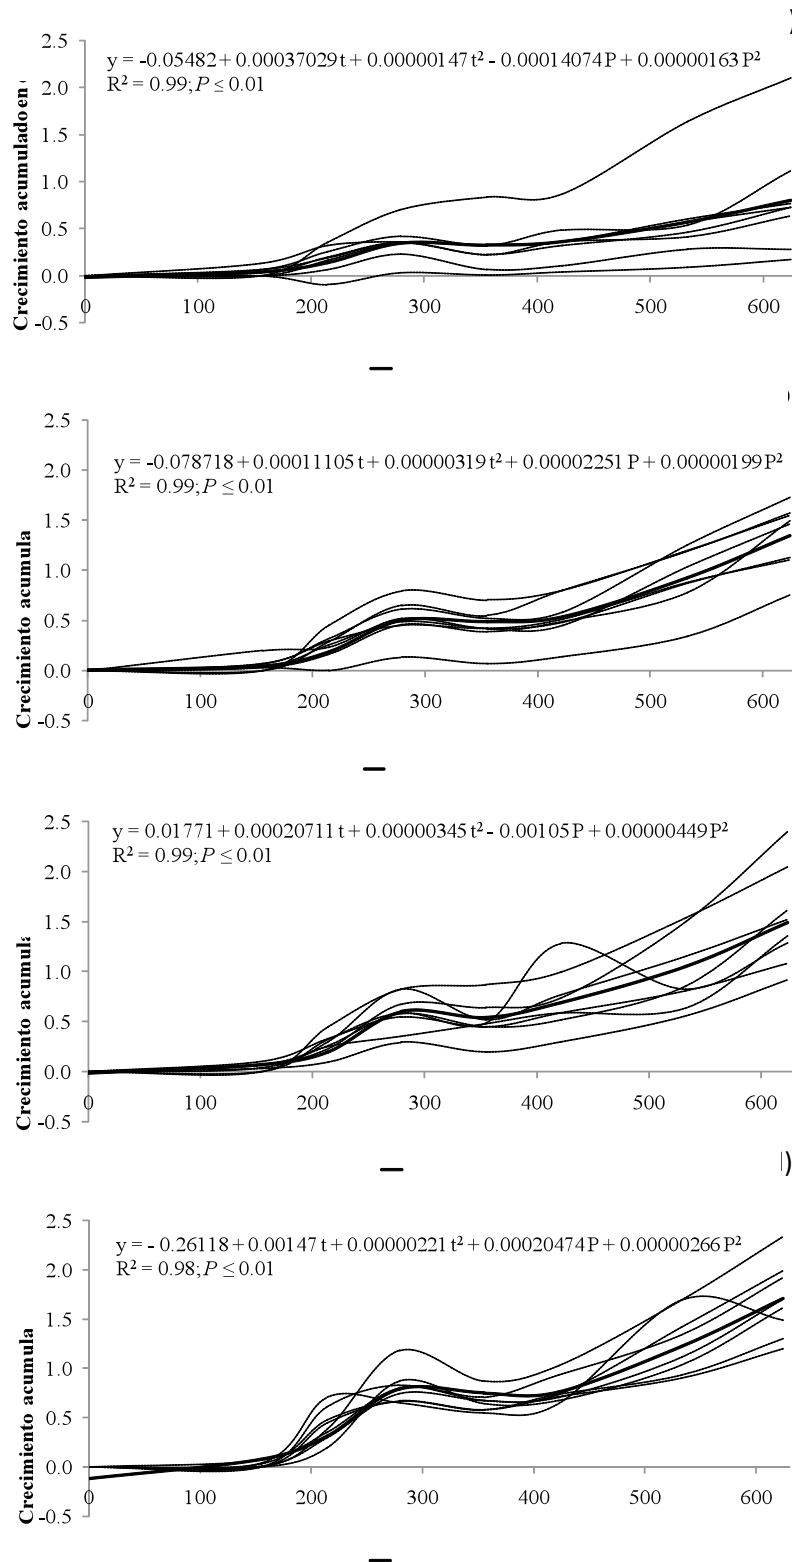 )
2.5
y = -0.05482 + 0.00037029 t + 0.00000147 t² - 0.00014074 P + 0.00000163 P²
R² = 0.99; P ≤ 0.01
2.0
1.5
1.0
0.5
0.0
-0.5
0 100 200 300 400 500 600
Crecimiento acumulado en
2.5
y = -0.078718 + 0.00011105 t + 0.00000319 t² + 0.00002251 P + 0.00000199 P²
2.0
R² = 0.99; P ≤ 0.01
1.5
1.0
0.5
0.0
-0.5
0 100 200 300 400 500 600
Crecimiento
2.5
y = 0.01771 + 0.00020711 t + 0.00000345 t² - 0.00105 P + 0.00000449 P²
R² = 0.99; P ≤ 0.01
2.0
1.5
1.0
0.5
0.0
-0.5
0 100 200 300 400 500 600
Crecimiento
)
2.5
y = - 0.26118 + 0.00147 t + 0.00000221 t² + 0.00020474 P + 0.00000266 P²
R² = 0.98; P ≤ 0.01
2.0
1.5
1.0
0.5
0.0
-0.5
0 100 200 300 400 500 600
Crecimiento